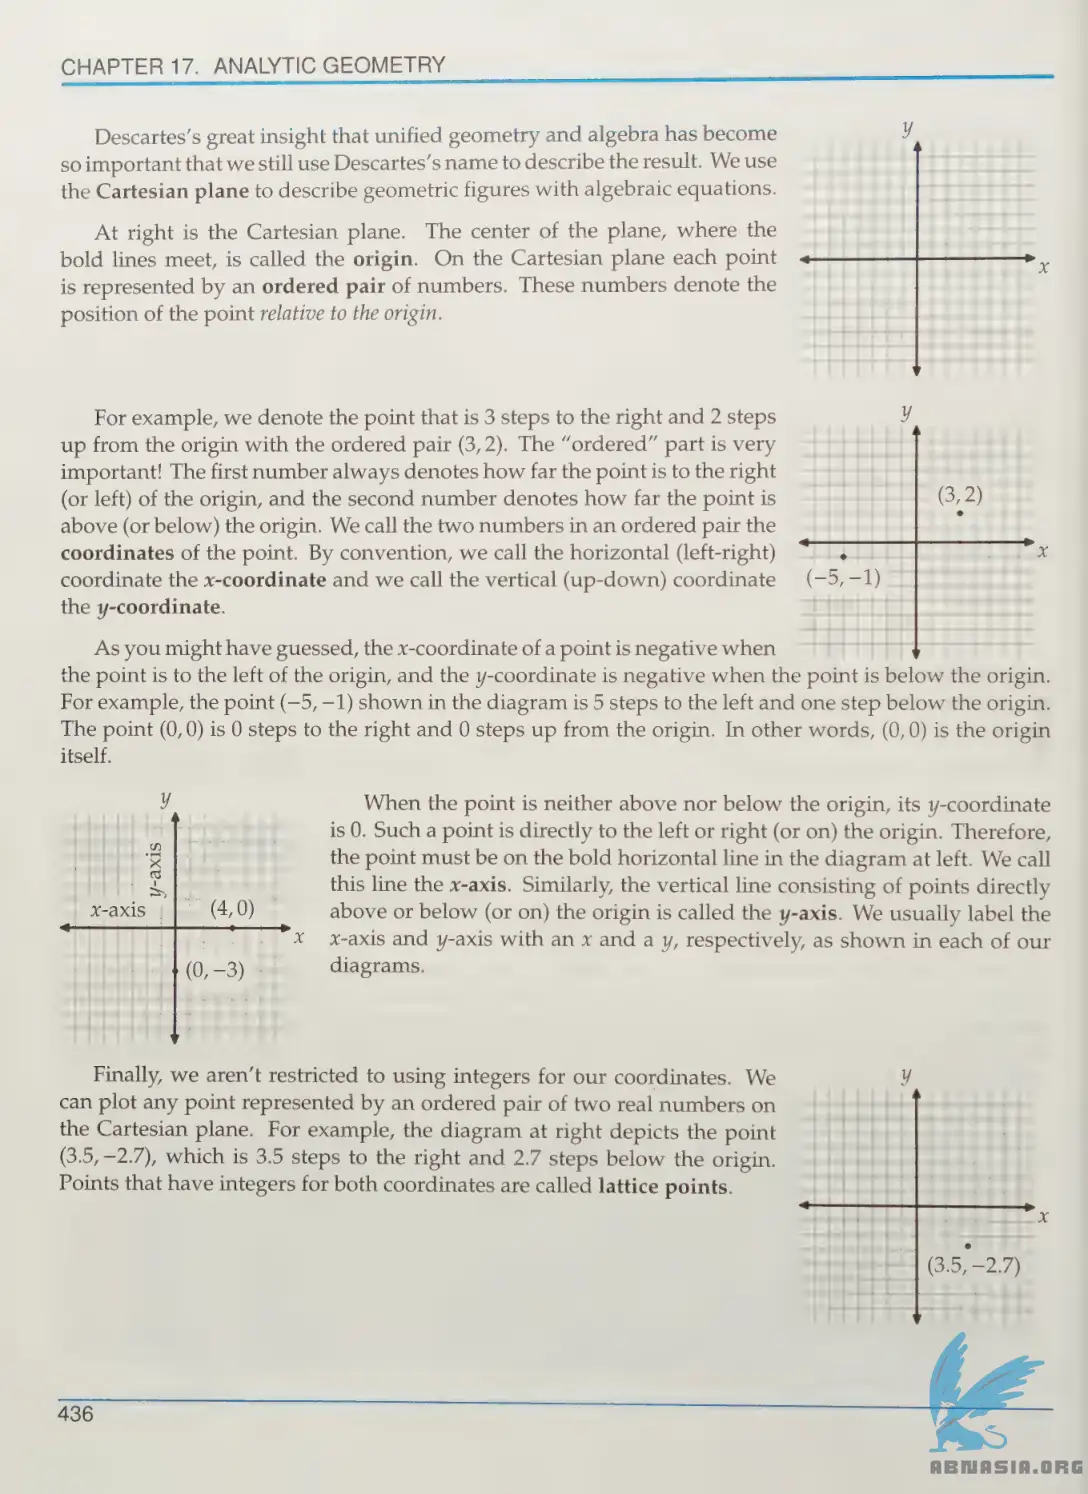 CHAPTER 17. ANALYTIC GEOMETRY
Descartes's great insight that unified geometry and algebra has become
so important that we still use Descartes's name to describe the result. We use
the Cartesian plane to describe geometric figures with algebraic equations.
At right is the Cartesian plane. The center of the plane, where the
bold lines meet, is called the origin. On the Cartesian plane each point
is represented by an ordered pair of numbers. These numbers denote the
position of the point relative to the origin.
y
x
For example, we denote the point that is 3 steps to the right and 2 steps
up from the origin with the ordered pair (3, 2). The "ordered" part is very
important! The first number always denotes how far the point is to the right
(or left) of the origin, and the second number denotes how far the point is
above (or below) the origin. We call the two numbers in an ordered pair the
coordinates of the point. By convention, we call the horizontal (left-right)
coordinate the x-coordinate and we call the vertical (up-down) coordinate
the y-coordinate.
y
(3, 2)
x
(−5, −1)
As you might have guessed, the x-coordinate of a point is negative when
the point is to the left of the origin, and the y-coordinate is negative when the point is below the origin.
For example, the point (−5, −1) shown in the diagram is 5 steps to the left and one step below the origin.
The point (0, 0) is 0 steps to the right and 0 steps up from the origin. In other words, (0, 0) is the origin
itself.
y
y-axis
x-axis
(4, 0)
x
(0, −3)
When the point is neither above nor below the origin, its y-coordinate
is 0. Such a point is directly to the left or right (or on) the origin. Therefore,
the point must be on the bold horizontal line in the diagram at left. We call
this line the x-axis. Similarly, the vertical line consisting of points directly
above or below (or on) the origin is called the y-axis. We usually label the
x-axis and y-axis with an x and a y, respectively, as shown in each of our
diagrams.
Finally, we aren't restricted to using integers for our coordinates. We
can plot any point represented by an ordered pair of two real numbers on
the Cartesian plane. For example, the diagram at right depicts the point
(3.5, −2.7), which is 3.5 steps to the right and 2.7 steps below the origin.
Points that have integers for both coordinates are called lattice points.
y
x
(3.5, −2.7)
436
ABNASIA.ORG